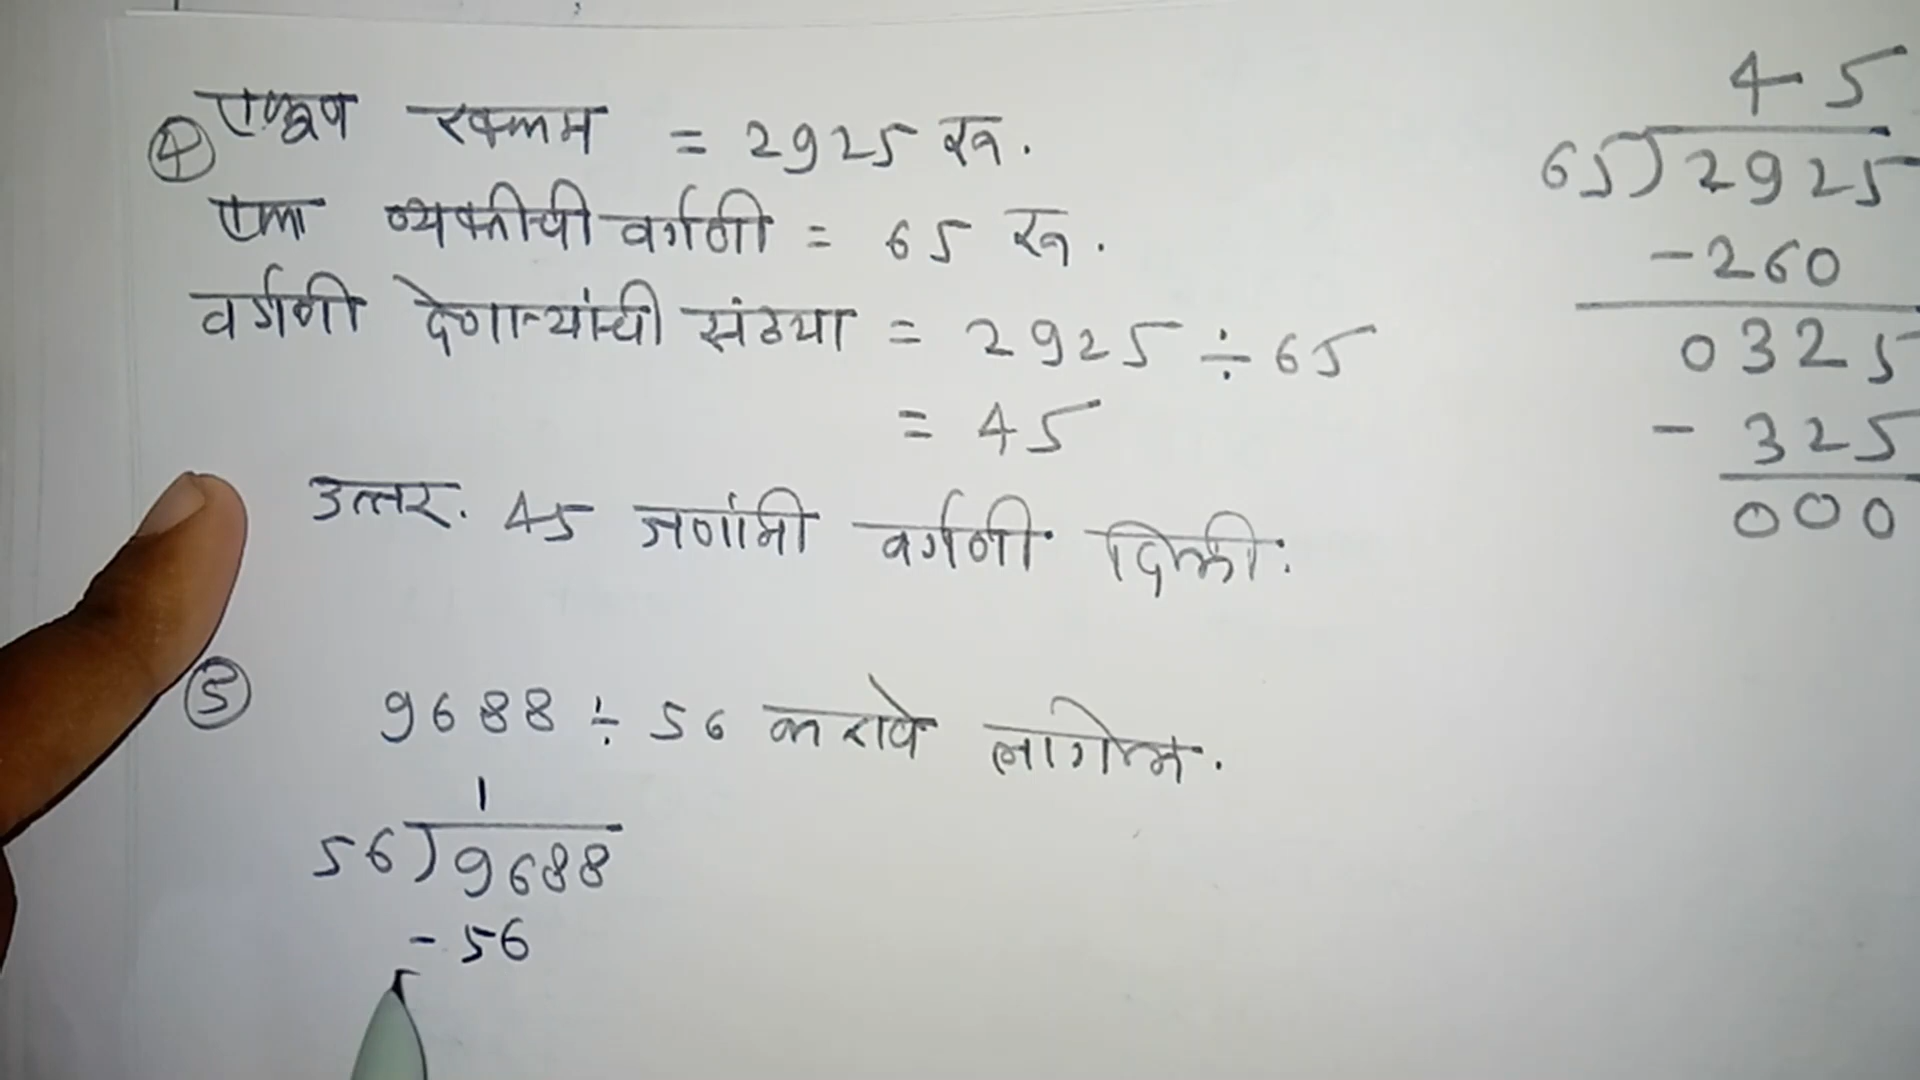 ④ एकूण रक्कम = 2925 रु.
एका व्यक्तीची वर्गणी = 65 रु.
वर्गणी देणाऱ्यांची संख्या = 2925 ÷ 65
= 45
उत्तर. 45 जणांनी वर्गणी दिली.
45
65)2925
-260
0325
- 325
000
⑤ 9688 ÷ 56 करावे लागेल.
1
56)9688
- 56